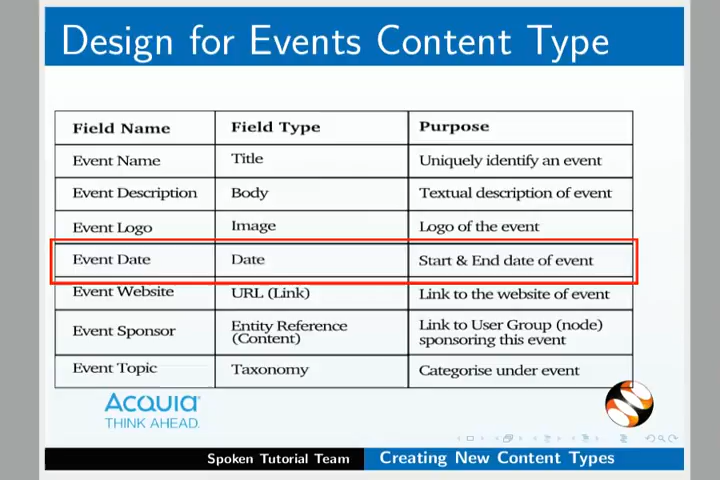 Design for Events Content Type
Field Name Field Type Purpose
Event Name Title Uniquely identify an event
Event Description Body Textual description of event
Event Logo Image Logo of the event
Event Date Date Start & End date of event
Event Website URL (Link) Link to the website of event
Event Sponsor Entity Reference (Content) Link to User Group (node) sponsoring this event
Event Topic Taxonomy Categorise under event
Acquia
THINK AHEAD.
Spoken Tutorial Team Creating New Content Types